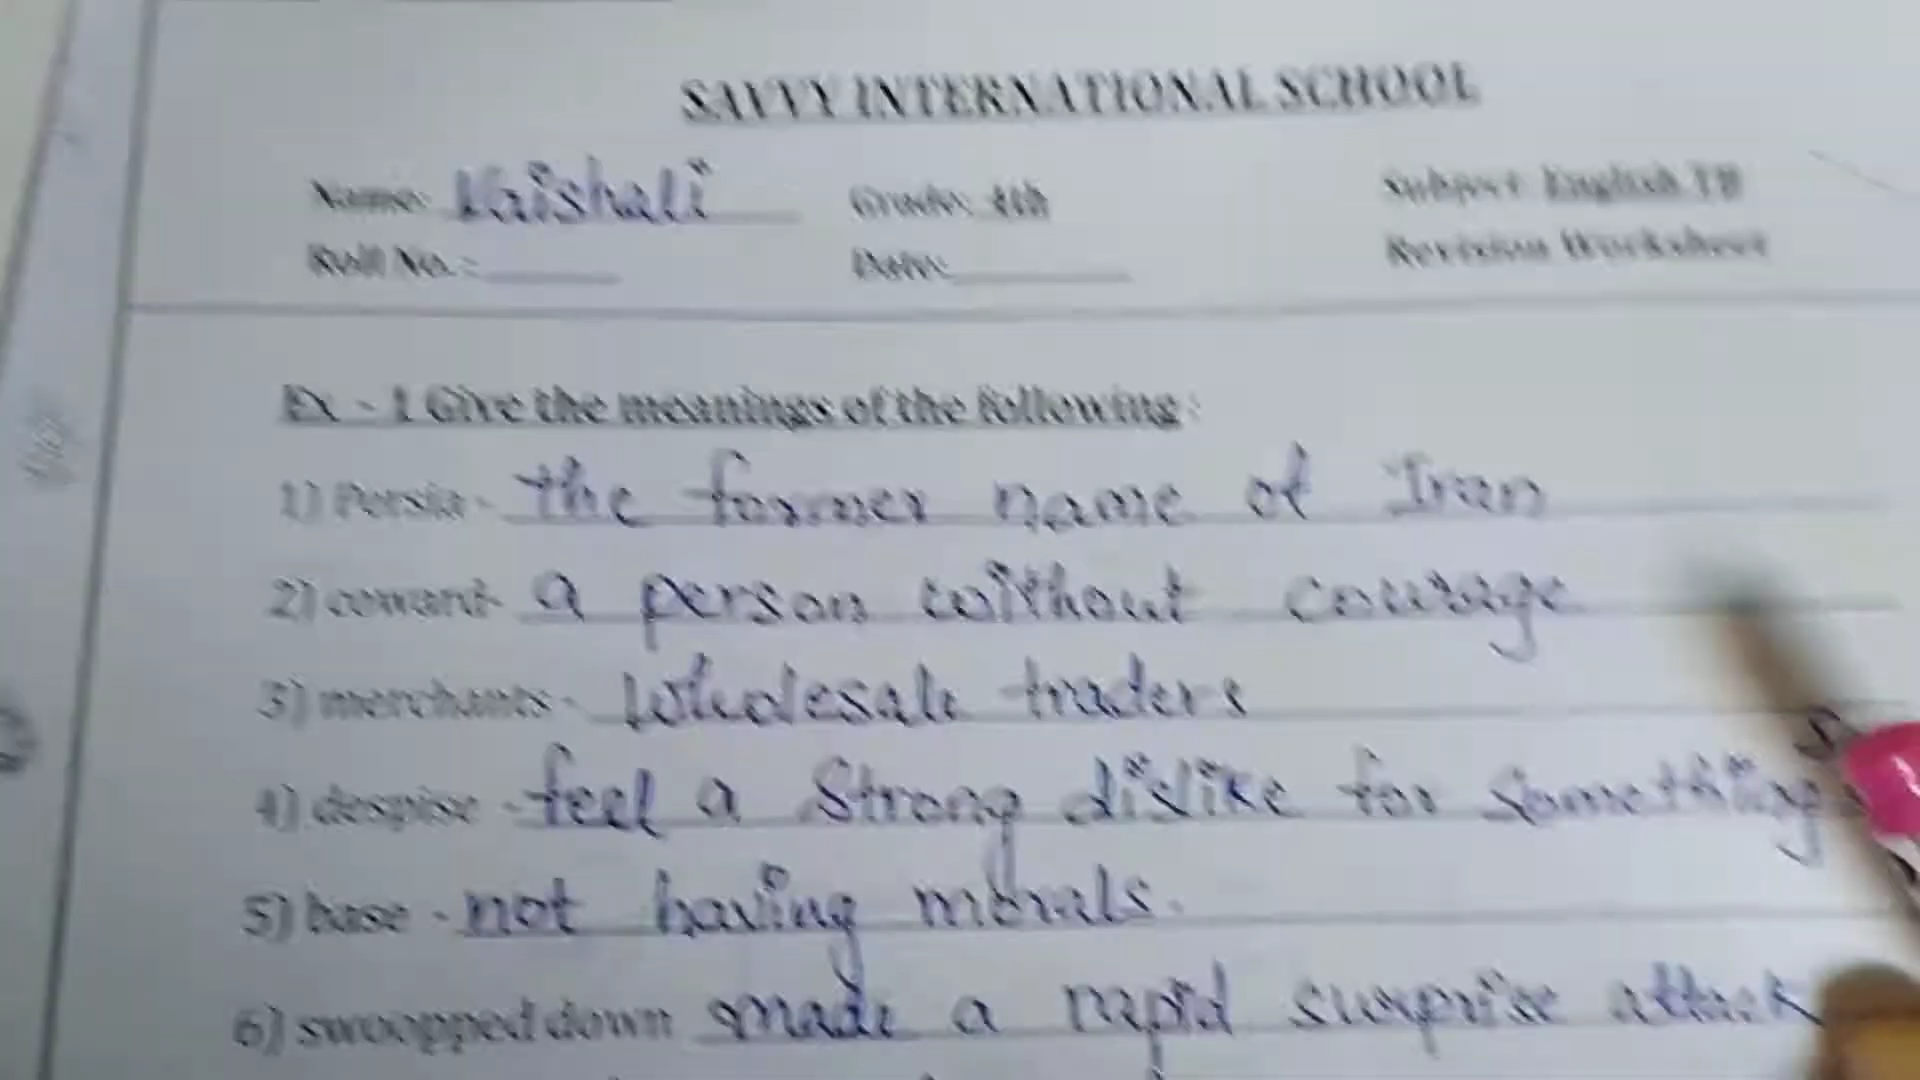 SAVVY INTERNATIONAL SCHOOL
Name: Vaishali Grade: 4th Subject: English TB
Roll No. : Date: Revision Worksheet
Ex - 1 Give the meanings of the following :
1) Persia - the former name of Iran
2) coward- a person without courage
3) merchants - Wholesale traders
4) despise - feel a Strong dislike for Something
5) base - not having morals.
6) swoopped down made a rapid surprise attack